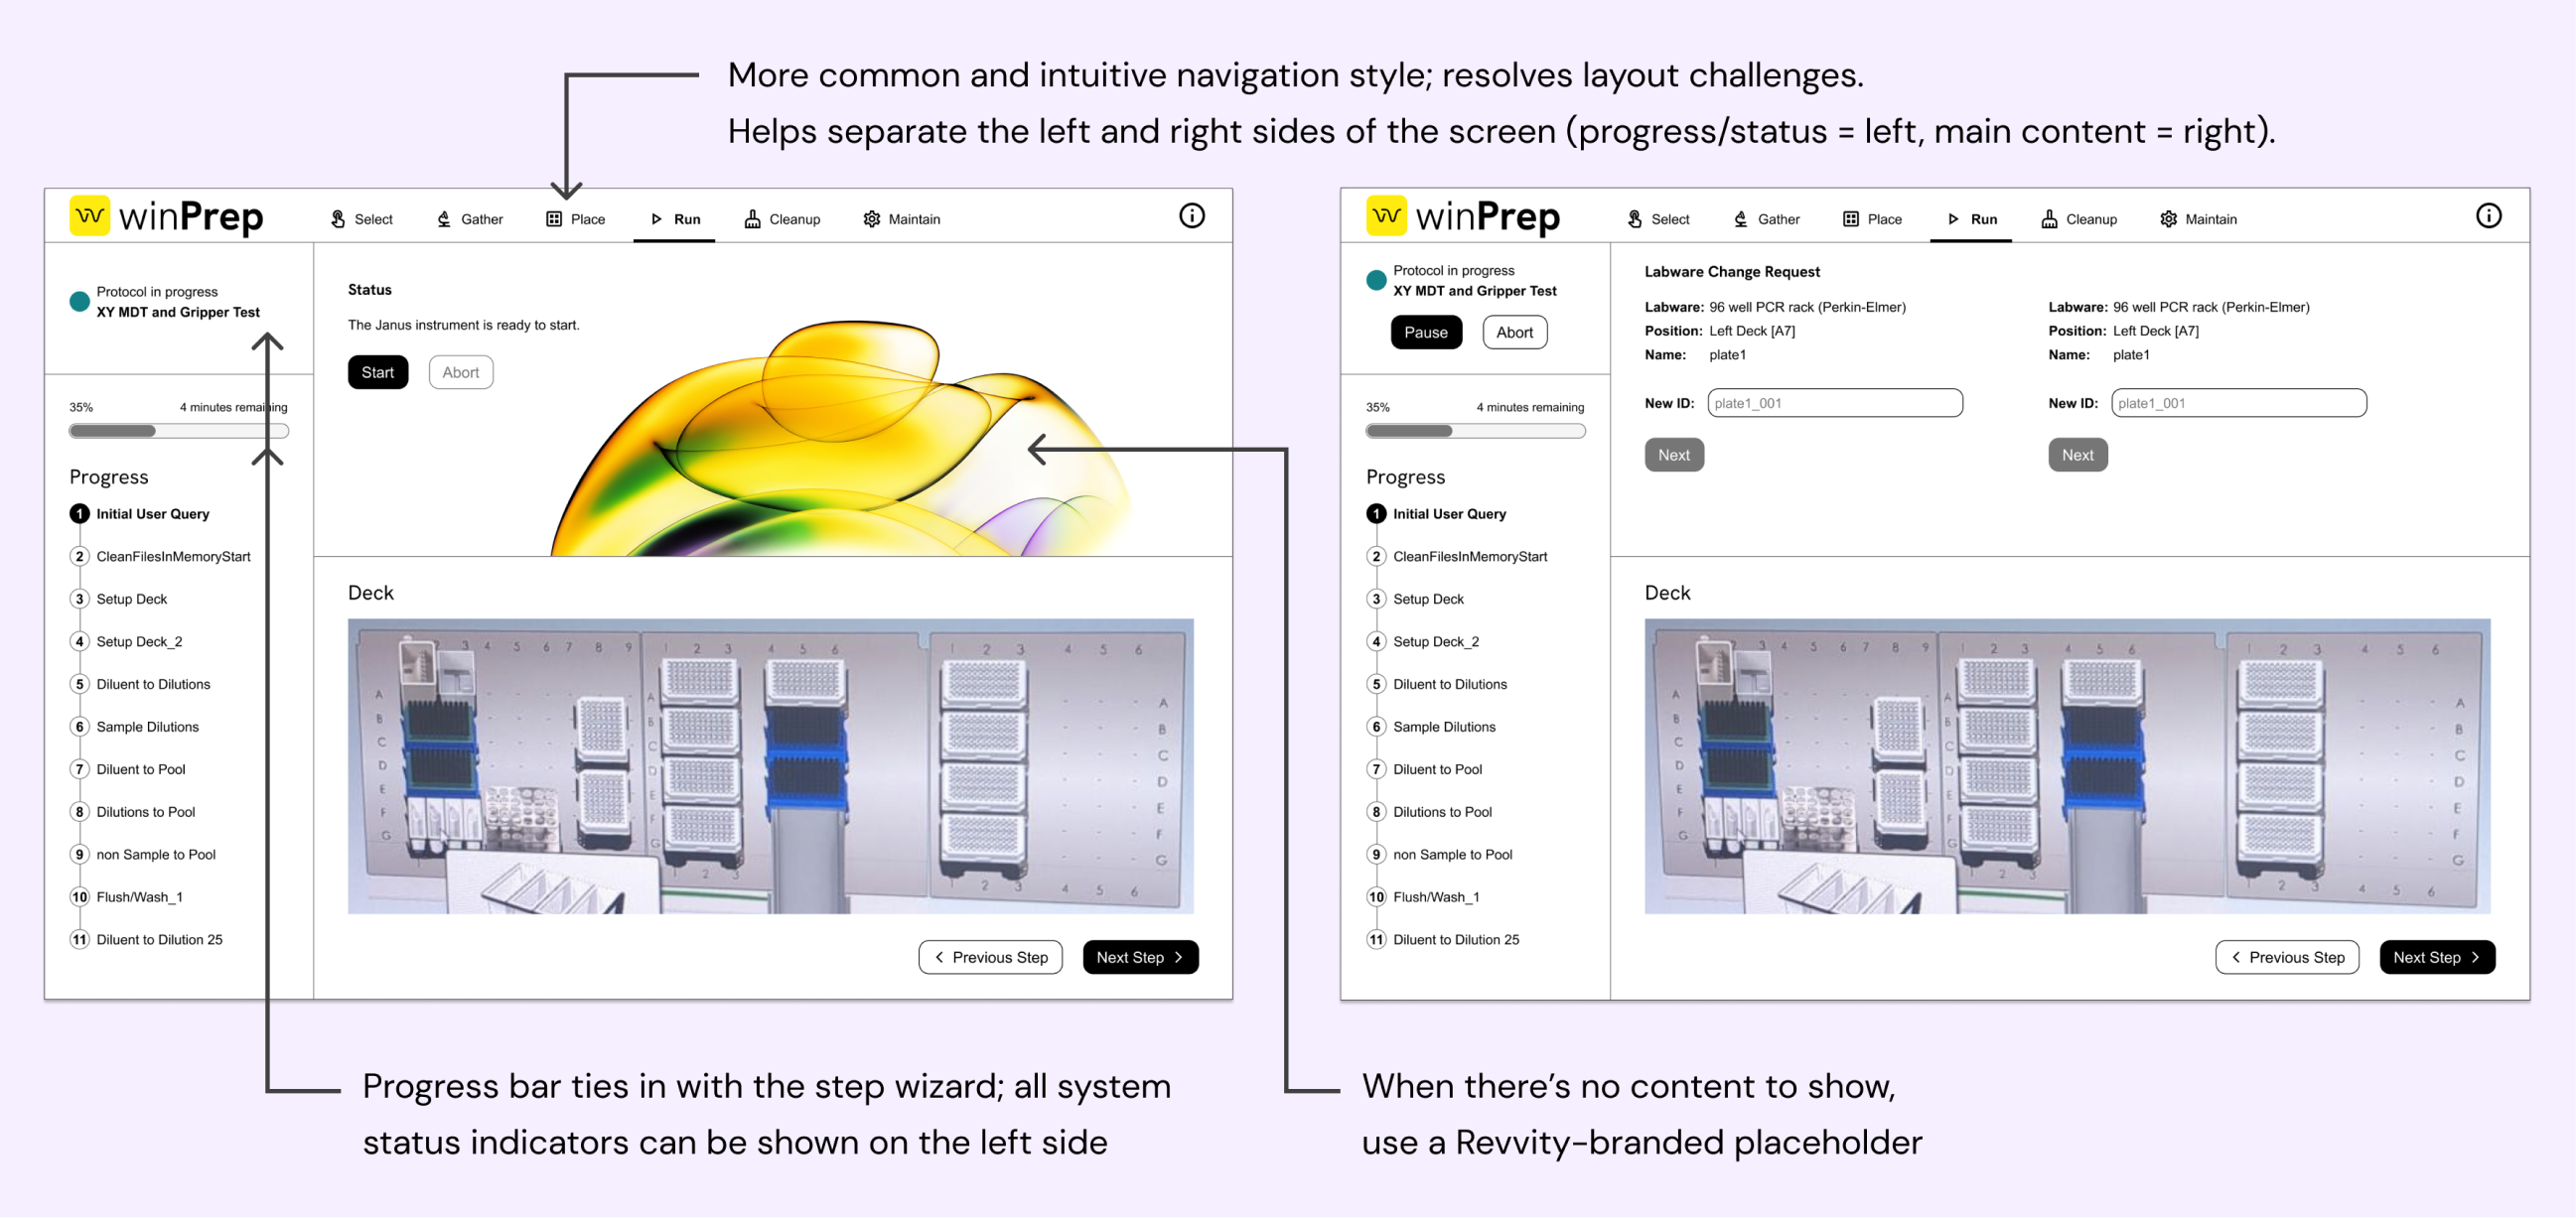 More common and intuitive navigation style; resolves layout challenges.
Helps separate the left and right sides of the screen (progress/status = left, main content = right).
winPrep
Select
Gather
Place
Run
Cleanup
Maintain
Protocol in progress
XY MDT and Gripper Test
35%
4 minutes remaining
Progress
1 Initial User Query
2 CleanFilesInMemoryStart
3 Setup Deck
4 Setup Deck_2
5 Diluent to Dilutions
6 Sample Dilutions
7 Diluent to Pool
8 Dilutions to Pool
9 non Sample to Pool
10 Flush/Wash_1
11 Diluent to Dilution 25
Status
The Janus instrument is ready to start.
Start
Abort
Deck
Previous Step
Next Step
winPrep
Select
Gather
Place
Run
Cleanup
Maintain
Protocol in progress
XY MDT and Gripper Test
Pause
Abort
35%
4 minutes remaining
Progress
1 Initial User Query
2 CleanFilesInMemoryStart
3 Setup Deck
4 Setup Deck_2
5 Diluent to Dilutions
6 Sample Dilutions
7 Diluent to Pool
8 Dilutions to Pool
9 non Sample to Pool
10 Flush/Wash_1
11 Diluent to Dilution 25
Labware Change Request
Labware: 96 well PCR rack (Perkin-Elmer)
Position: Left Deck [A7]
Name: plate1
New ID: plate1_001
Next
Labware: 96 well PCR rack (Perkin-Elmer)
Position: Left Deck [A7]
Name: plate1
New ID: plate1_001
Next
Deck
Previous Step
Next Step
Progress bar ties in with the step wizard; all system
status indicators can be shown on the left side
When there's no content to show,
use a Revvity-branded placeholder